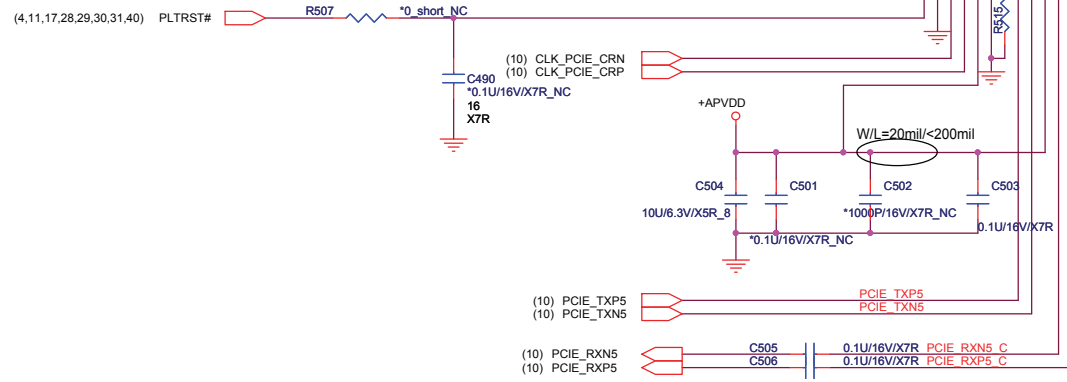 (4,11,17,28,29,30,31,40) PLTRST# R507 *0_short_NC
R515
C490
*0.1U/16V/X7R_NC
16
X7R
(10) CLK_PCIE_CRN
(10) CLK_PCIE_CRP
+APVDD
W/L=20mil/<200mil
C504 C501 C502 C503
10U/6.3V/X5R_8 *1000P/16V/X7R_NC
0.1U/16V/X7R
*0.1U/16V/X7R_NC
(10) PCIE_TXP5 PCIE_TXP5
(10) PCIE_TXN5 PCIE_TXN5
(10) PCIE_RXN5 C505 0.1U/16V/X7R PCIE_RXN5_C
(10) PCIE_RXP5 C506 0.1U/16V/X7R PCIE_RXP5_C